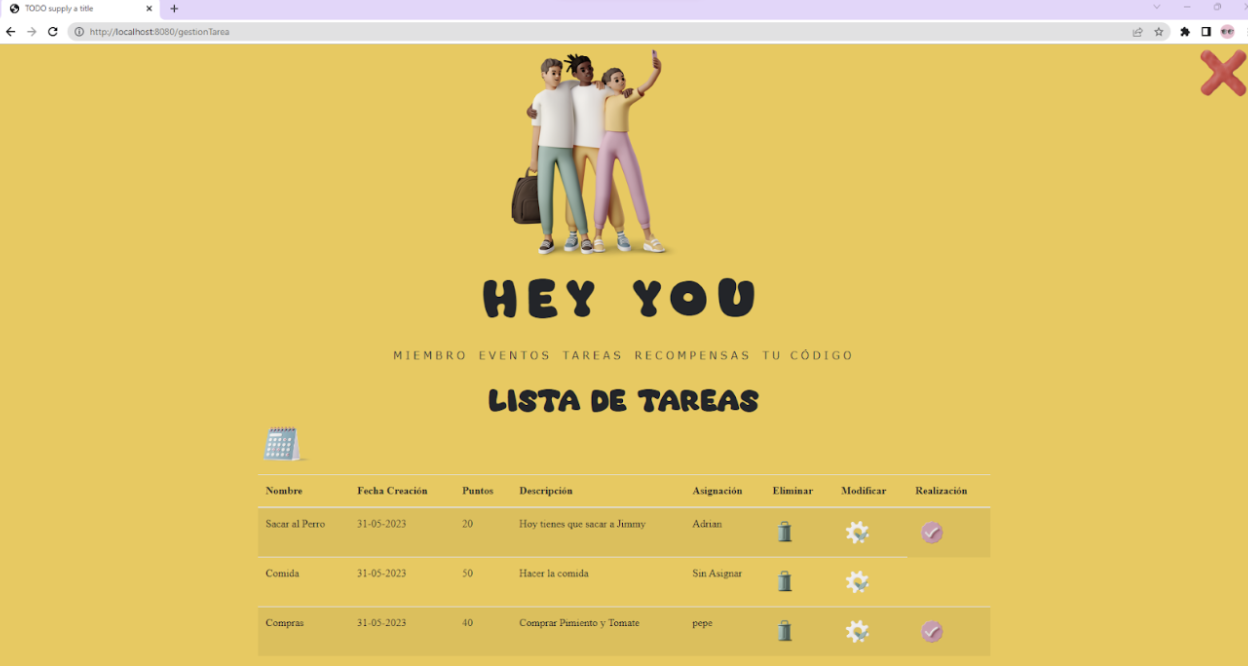 TODO supply a title
http://localhost:8080/gestionTarea
HEY YOU
MIEMBRO EVENTOS TAREAS RECOMPENSAS TU CÓDIGO
LISTA DE TAREAS
Nombre Fecha Creación Puntos Descripción Asignación Eliminar Modificar Realización
Sacar al Perro 31-05-2023 20 Hoy tienes que sacar a Jimmy Adrian
Comida 31-05-2023 50 Hacer la comida Sin Asignar
Compras 31-05-2023 40 Comprar Pimiento y Tomate pepe